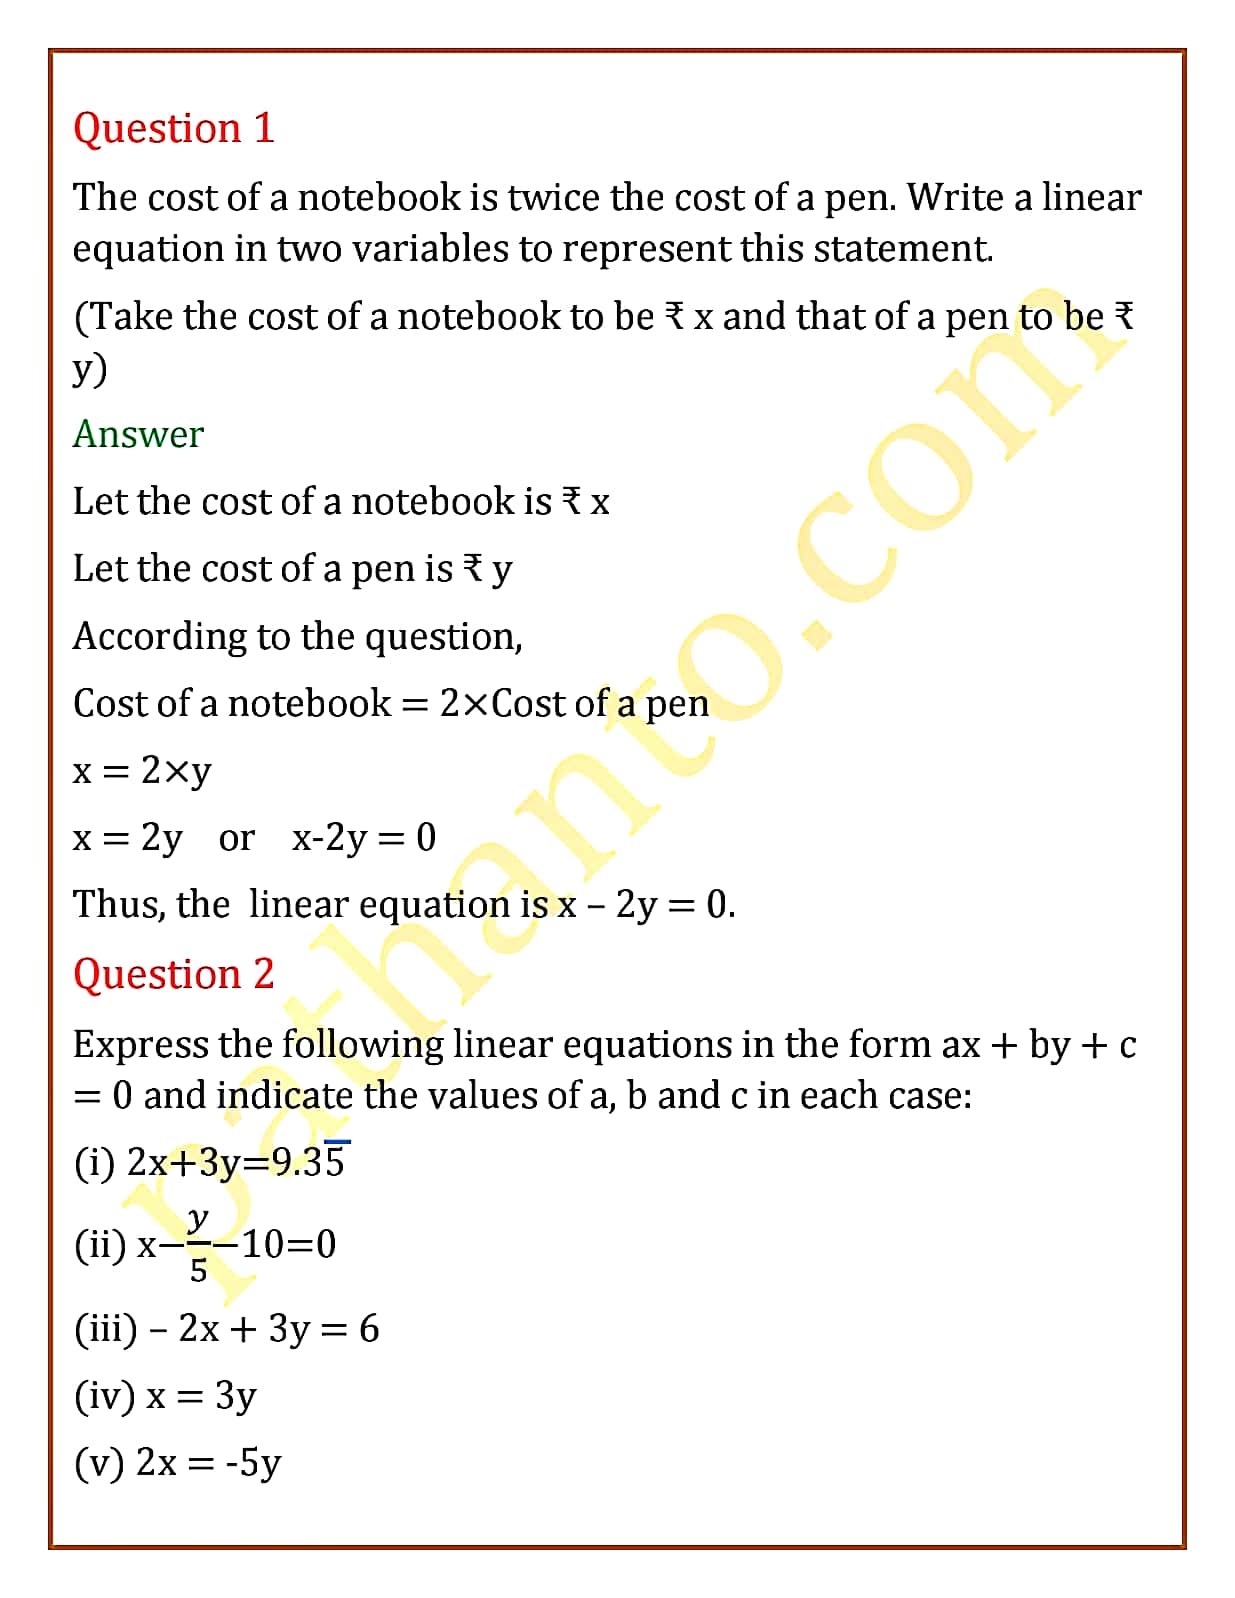 Question 1
The cost of a notebook is twice the cost of a pen. Write a linear
equation in two variables to represent this statement.
(Take the cost of a notebook to be ₹ x and that of a pen to be ₹
y)
Answer
Let the cost of a notebook is ₹ x
Let the cost of a pen is ₹ y
According to the question,
Cost of a notebook = 2×Cost of a pen
x = 2×y
x = 2y or x-2y = 0
Thus, the linear equation is x – 2y = 0.
Question 2
Express the following linear equations in the form ax + by + c
= 0 and indicate the values of a, b and c in each case:
(i) 2x+3y=9.35̅
(ii) x−y/5−10=0
(iii) – 2x + 3y = 6
(iv) x = 3y
(v) 2x = -5y
pathanto.com